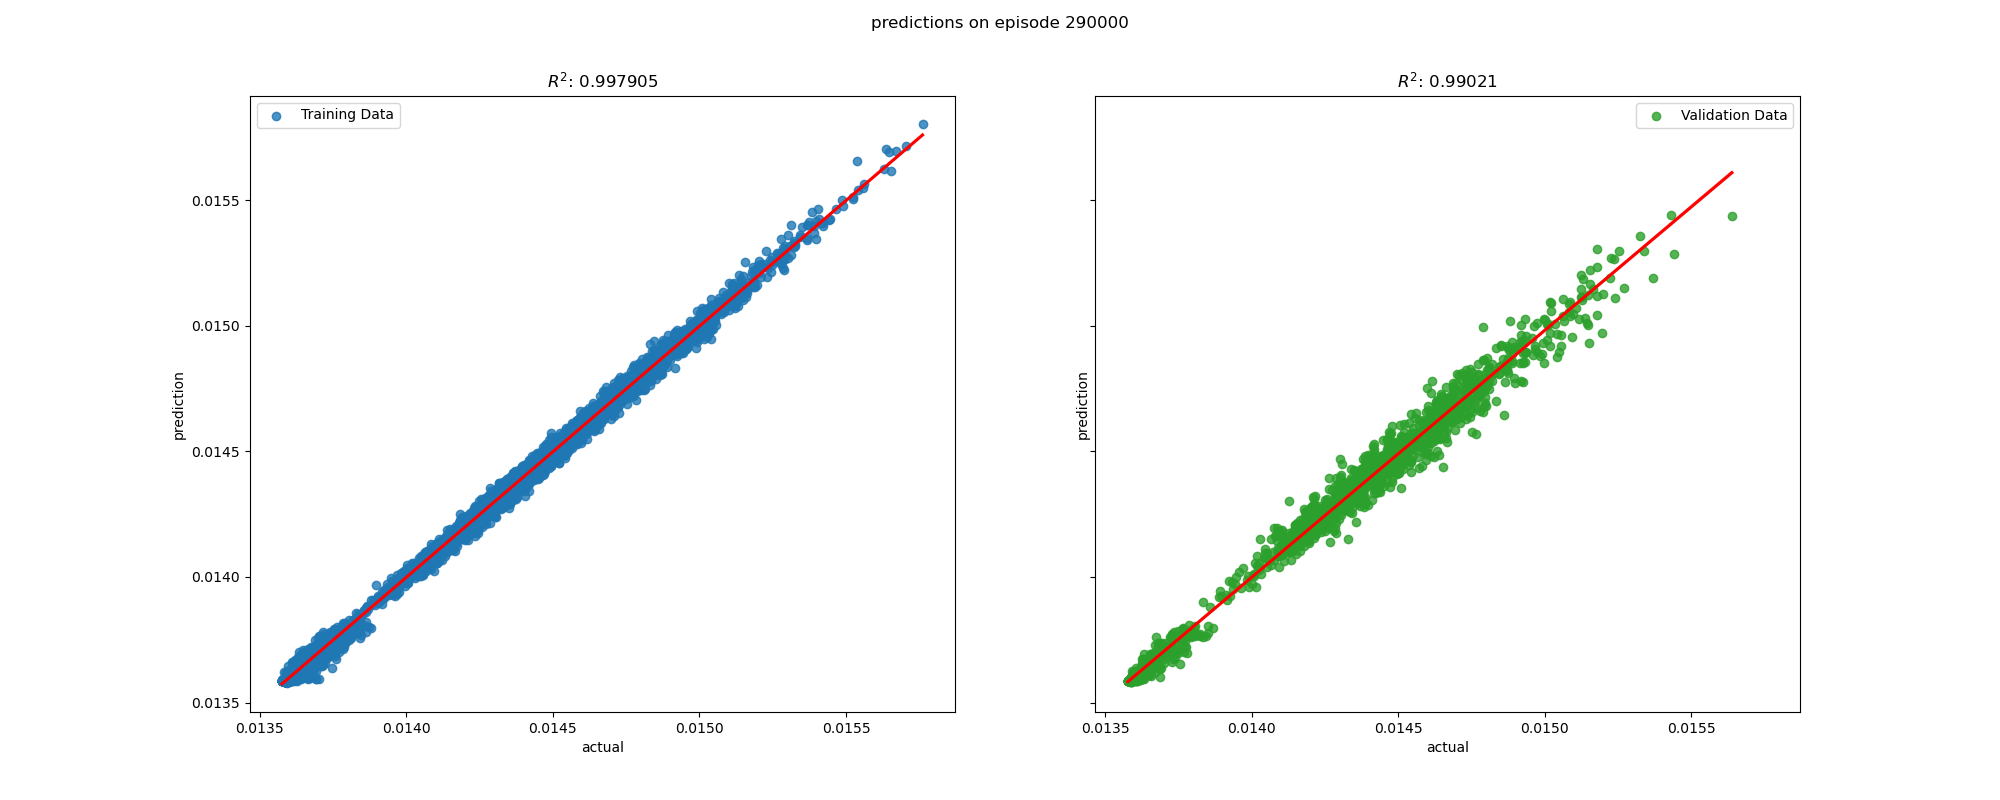 predictions on episode 290000
R²: 0.997905
Training Data
prediction
0.0155
0.0150
0.0145
0.0140
0.0135
0.0135 0.0140 0.0145 0.0150 0.0155
actual
R²: 0.99021
Validation Data
prediction
0.0135 0.0140 0.0145 0.0150 0.0155
actual